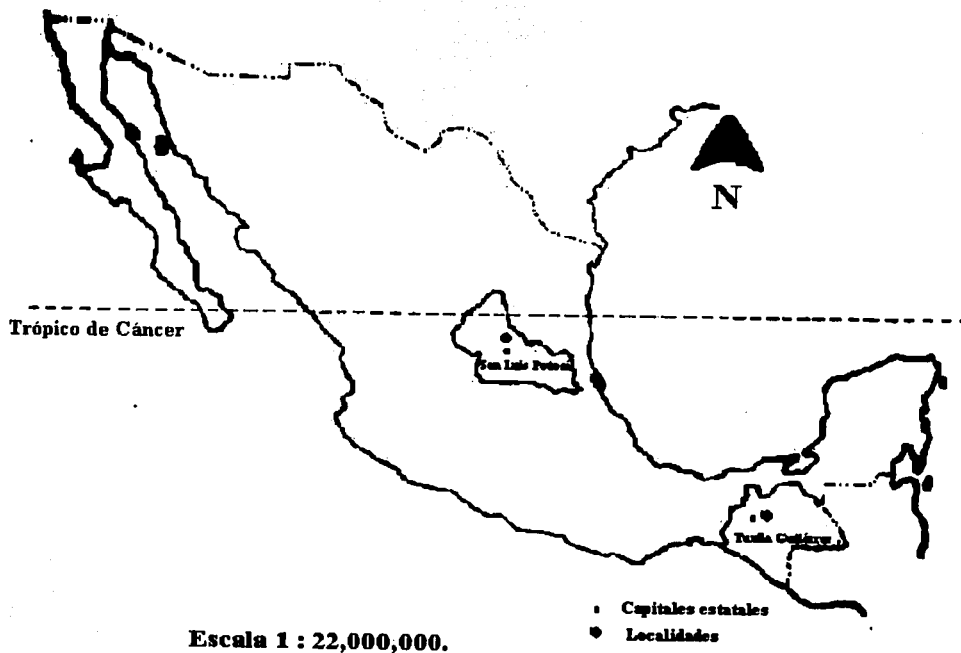 N
Trópico de Cáncer
San Luis Potosí
Tuxtla Gutiérrez
Capitales estatales
Localidades
Escala 1 : 22,000,000.